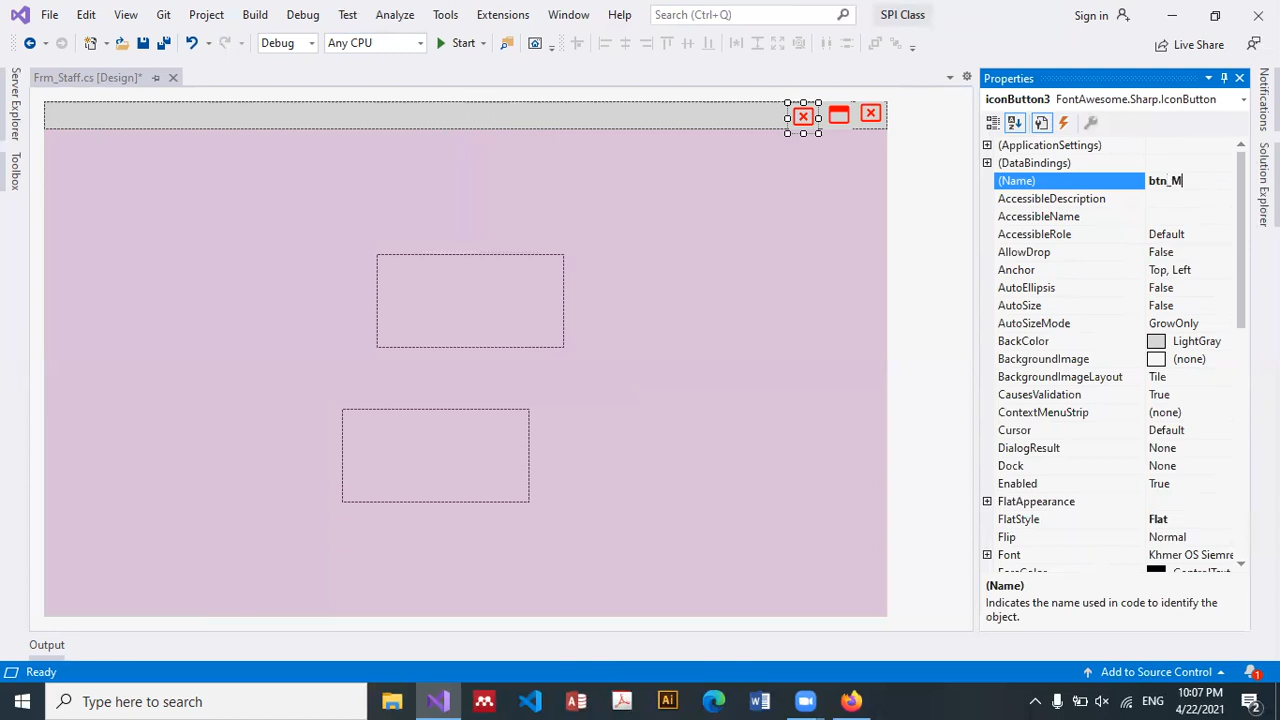 File Edit View Git Project Build Debug Test Analyze Tools Extensions Window Help Search (Ctrl+Q) SPI Class Sign in
Debug Any CPU Start Live Share
Frm_Staff.cs [Design]*
Server Explorer
Toolbox
Properties
iconButton3 FontAwesome.Sharp.IconButton
(ApplicationSettings)
(DataBindings)
(Name) btn_M
AccessibleDescription
AccessibleName
AccessibleRole Default
AllowDrop False
Anchor Top, Left
AutoEllipsis False
AutoSize False
AutoSizeMode GrowOnly
BackColor LightGray
BackgroundImage (none)
BackgroundImageLayout Tile
CausesValidation True
ContextMenuStrip (none)
Cursor Default
DialogResult None
Dock None
Enabled True
FlatAppearance
FlatStyle Flat
Flip Normal
Font Khmer OS Siemre
(Name)
Indicates the name used in code to identify the
object.
Notifications
Solution Explorer
Output
Ready Add to Source Control 1
Type here to search
Ai
ENG
10:07 PM
4/22/2021
2